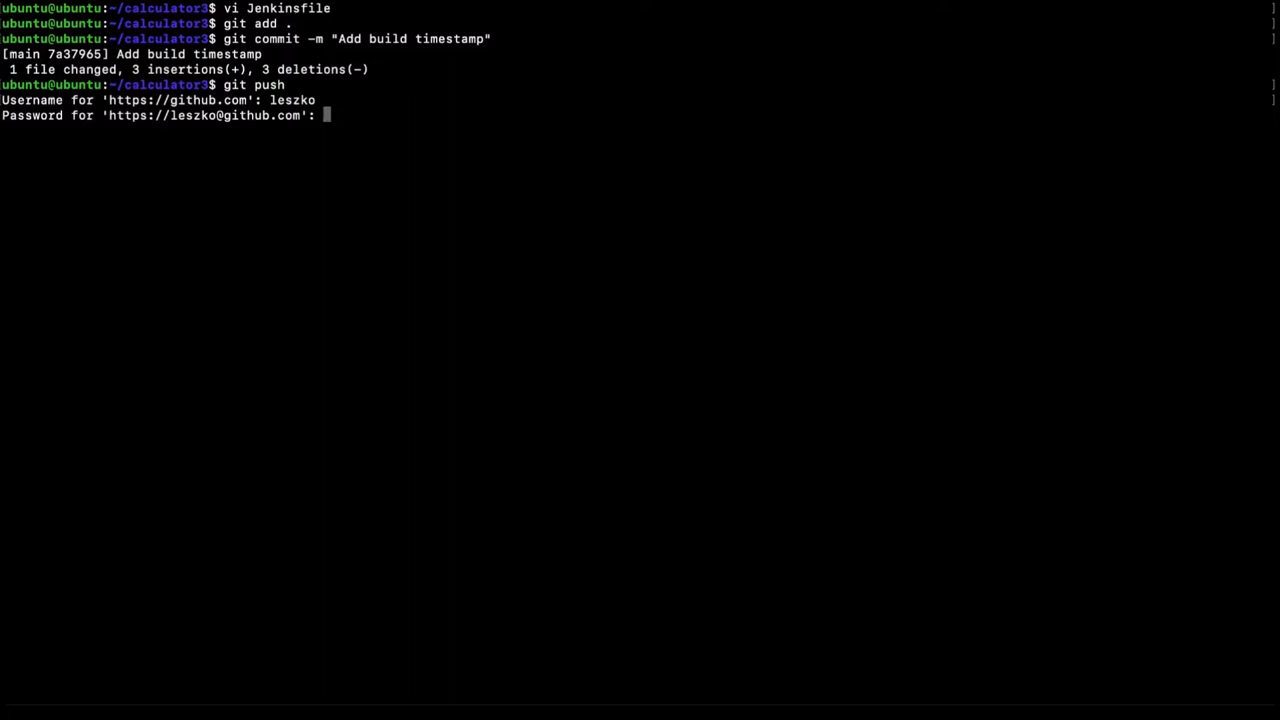 ubuntu@ubuntu:~/calculator3$ vi Jenkinsfile
ubuntu@ubuntu:~/calculator3$ git add .
ubuntu@ubuntu:~/calculator3$ git commit -m "Add build timestamp"
[main 7a37965] Add build timestamp
 1 file changed, 3 insertions(+), 3 deletions(-)
ubuntu@ubuntu:~/calculator3$ git push
Username for 'https://github.com': leszko
Password for 'https://leszko@github.com':